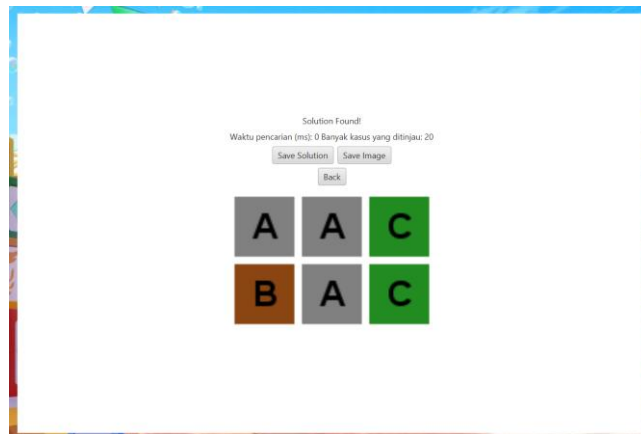 Solution Found!
Waktu pencarian (ms): 0 Banyak kasus yang ditinjau: 20
Save Solution Save Image
Back
A A C
B A C